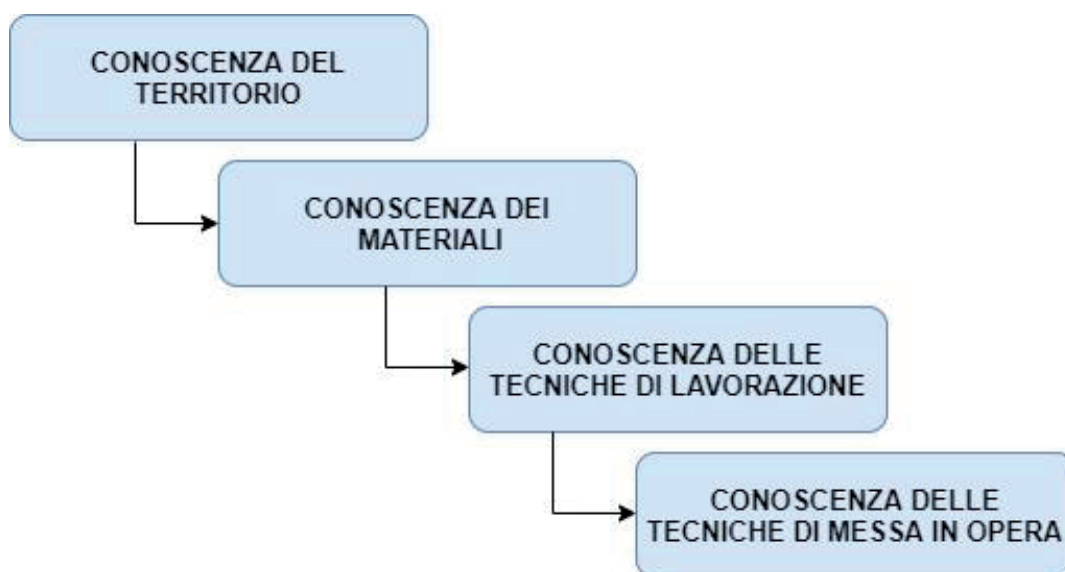 CONOSCENZA DEL
TERRITORIO
CONOSCENZA DEI
MATERIALI
CONOSCENZA DELLE
TECNICHE DI LAVORAZIONE
CONOSCENZA DELLE
TECNICHE DI MESSA IN OPERA